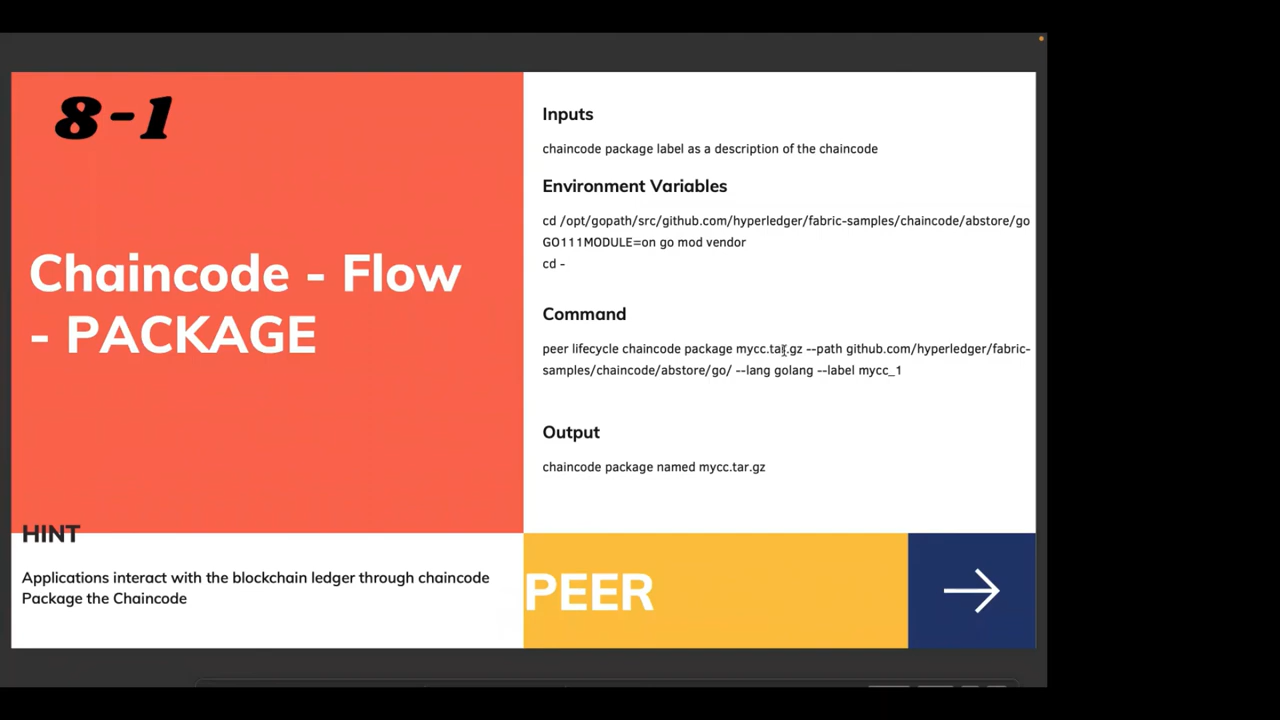 8-1
Chaincode - Flow
- PACKAGE
HINT
Applications interact with the blockchain ledger through chaincode
Package the Chaincode
Inputs
chaincode package label as a description of the chaincode
Environment Variables
cd /opt/gopath/src/github.com/hyperledger/fabric-samples/chaincode/abstore/go
GO111MODULE=on go mod vendor
cd -
Command
peer lifecycle chaincode package mycc.tar.gz --path github.com/hyperledger/fabric-
samples/chaincode/abstore/go/ --lang golang --label mycc_1
Output
chaincode package named mycc.tar.gz
PEER